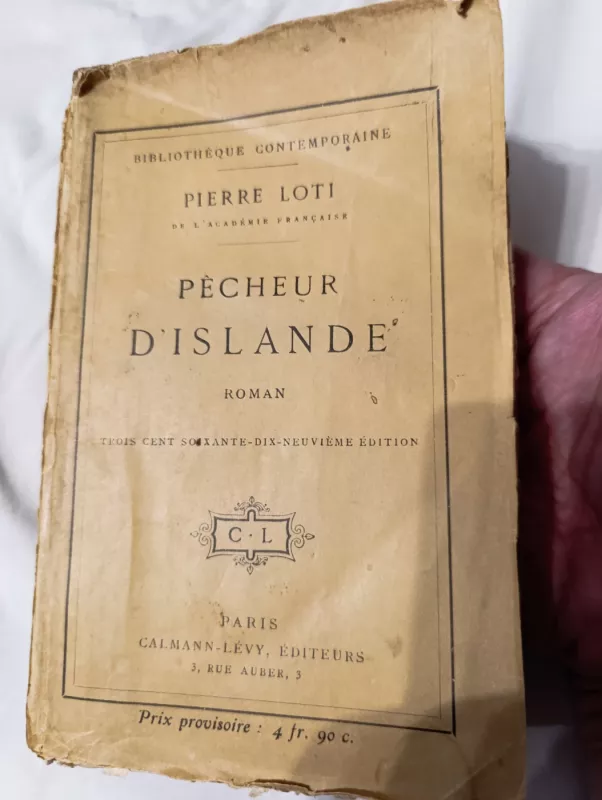 BIBLIOTHÈQUE CONTEMPORAINE
PIERRE LOTI
DE L'ACADÉMIE FRANÇAISE
PÊCHEUR
D'ISLANDE
ROMAN
TROIS CENT SOIXANTE-DIX-NEUVIÈME ÉDITION
C · L
PARIS
CALMANN-LÉVY, ÉDITEURS
3, RUE AUBER, 3
Prix provisoire : 4 fr. 90 c.